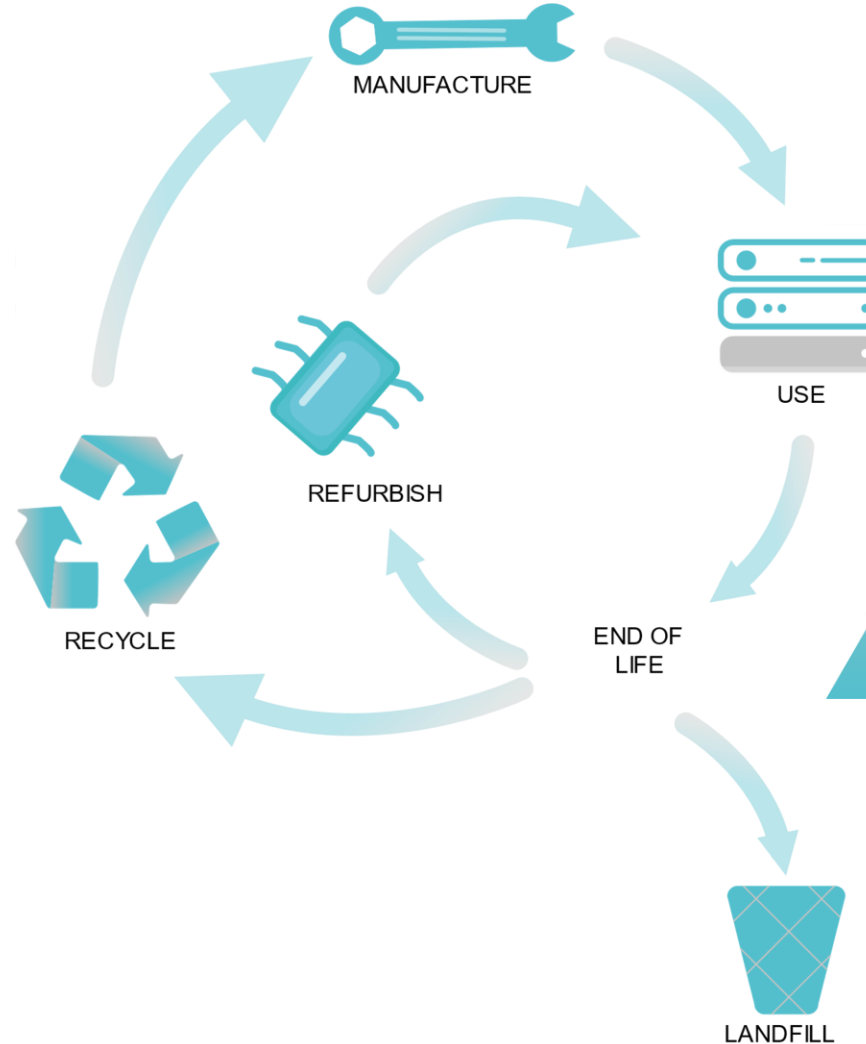 MANUFACTURE
USE
REFURBISH
RECYCLE
END OF
LIFE
LANDFILL